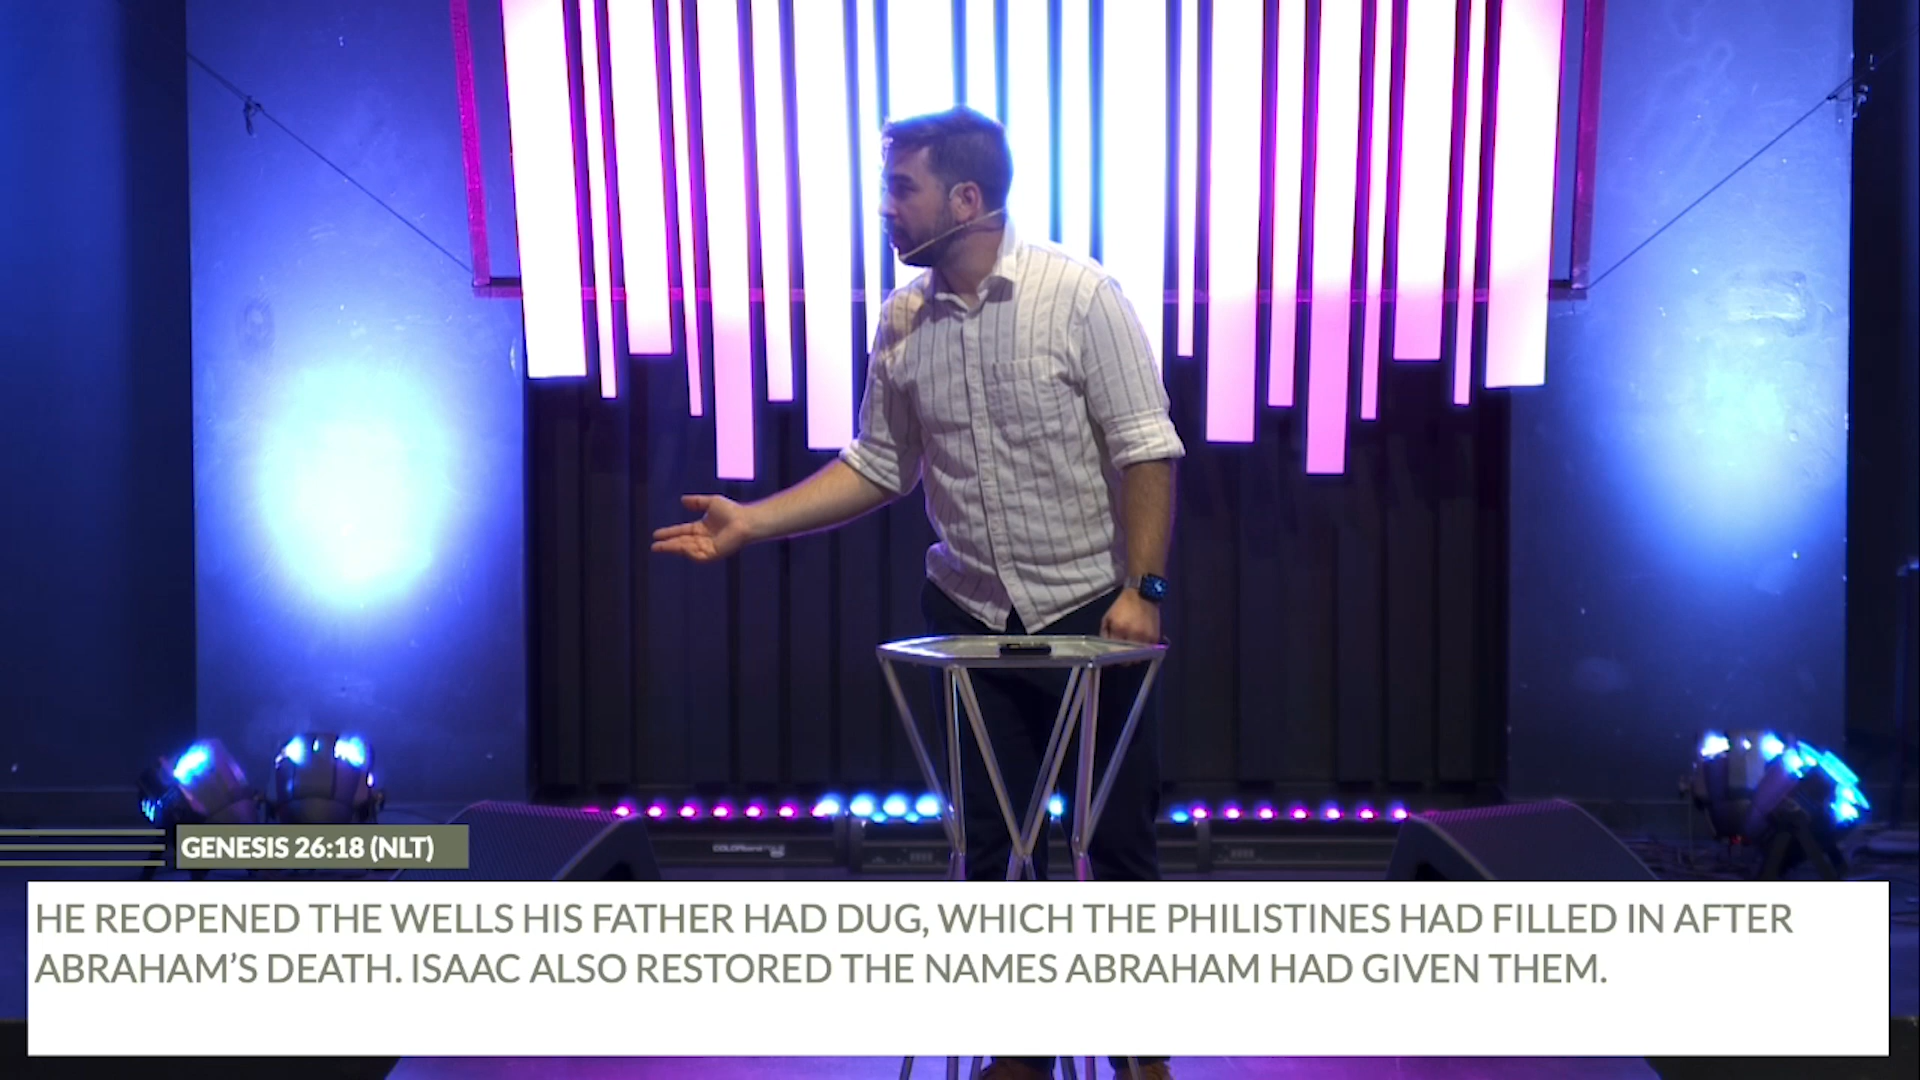 GENESIS 26:18 (NLT)
HE REOPENED THE WELLS HIS FATHER HAD DUG, WHICH THE PHILISTINES HAD FILLED IN AFTER
ABRAHAM’S DEATH. ISAAC ALSO RESTORED THE NAMES ABRAHAM HAD GIVEN THEM.